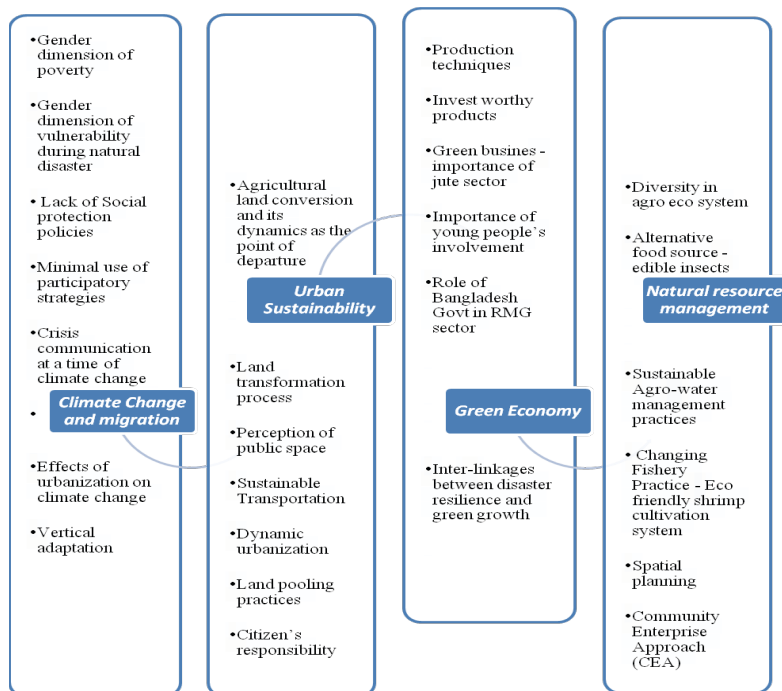 •Gender
dimension of
poverty
•Gender
dimension of
vulnerability
during natural
disaster
• Lack of Social
protection
policies
•Minimal use of
participatory
strategies
•Crisis
communication
at a time of
climate change
•
Climate Change
and migration
•Effects of
urbanization on
climate change
•Vertical
adaptation
•Agricultural
land conversion
and its
dynamics as the
point of
departure
Urban
Sustainability
•Land
transformation
process
•Perception of
public space
•Sustainable
Transportation
•Dynamic
urbanization
•Land pooling
practices
•Citizen's
responsibility
•Production
techniques
•Invest worthy
products
•Green busines -
importance of
jute sector
•Importance of
young people's
involvement
•Role of
Bangladesh
Govt in RMG
sector
Green Economy
•Inter-linkages
between disaster
resilience and
green growth
•Diversity in
agro eco system
•Alternative
food source -
edible insects
Natural resource
management
•Sustainable
Agro-water
management
practices
• Changing
Fishery
Practice - Eco
friendly shrimp
cultivation
system
•Spatial
planning
•Community
Enterprise
Approach
(CEA)